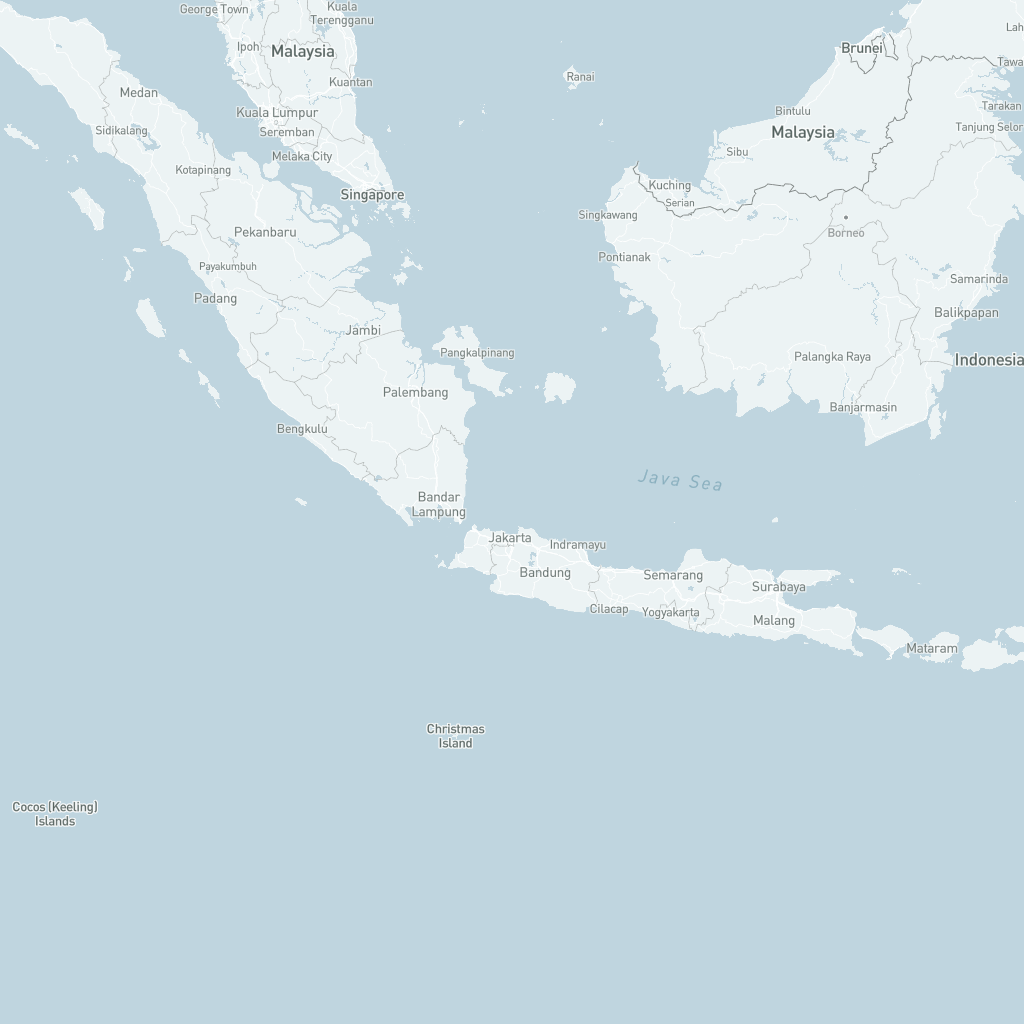 George Town
Kuala
Terengganu
Lah
Ipoh
Malaysia
Brunei
Tawa
Ranai
Kuantan
Medan
Tarakan
Kuala Lumpur
Bintulu
Sidikalang
Seremban
Malaysia
Tanjung Selor
Melaka City
Sibu
Kotapinang
Kuching
Singapore
Serian
Singkawang
Pekanbaru
Borneo
Pontianak
Payakumbuh
Samarinda
Padang
Balikpapan
Jambi
Pangkalpinang
Palangka Raya
Indonesia
Palembang
Banjarmasin
Bengkulu
Java Sea
Bandar
Lampung
Jakarta
Indramayu
Bandung
Semarang
Surabaya
Cilacap
Yogyakarta
Malang
Mataram
Christmas
Island
Cocos (Keeling)
Islands